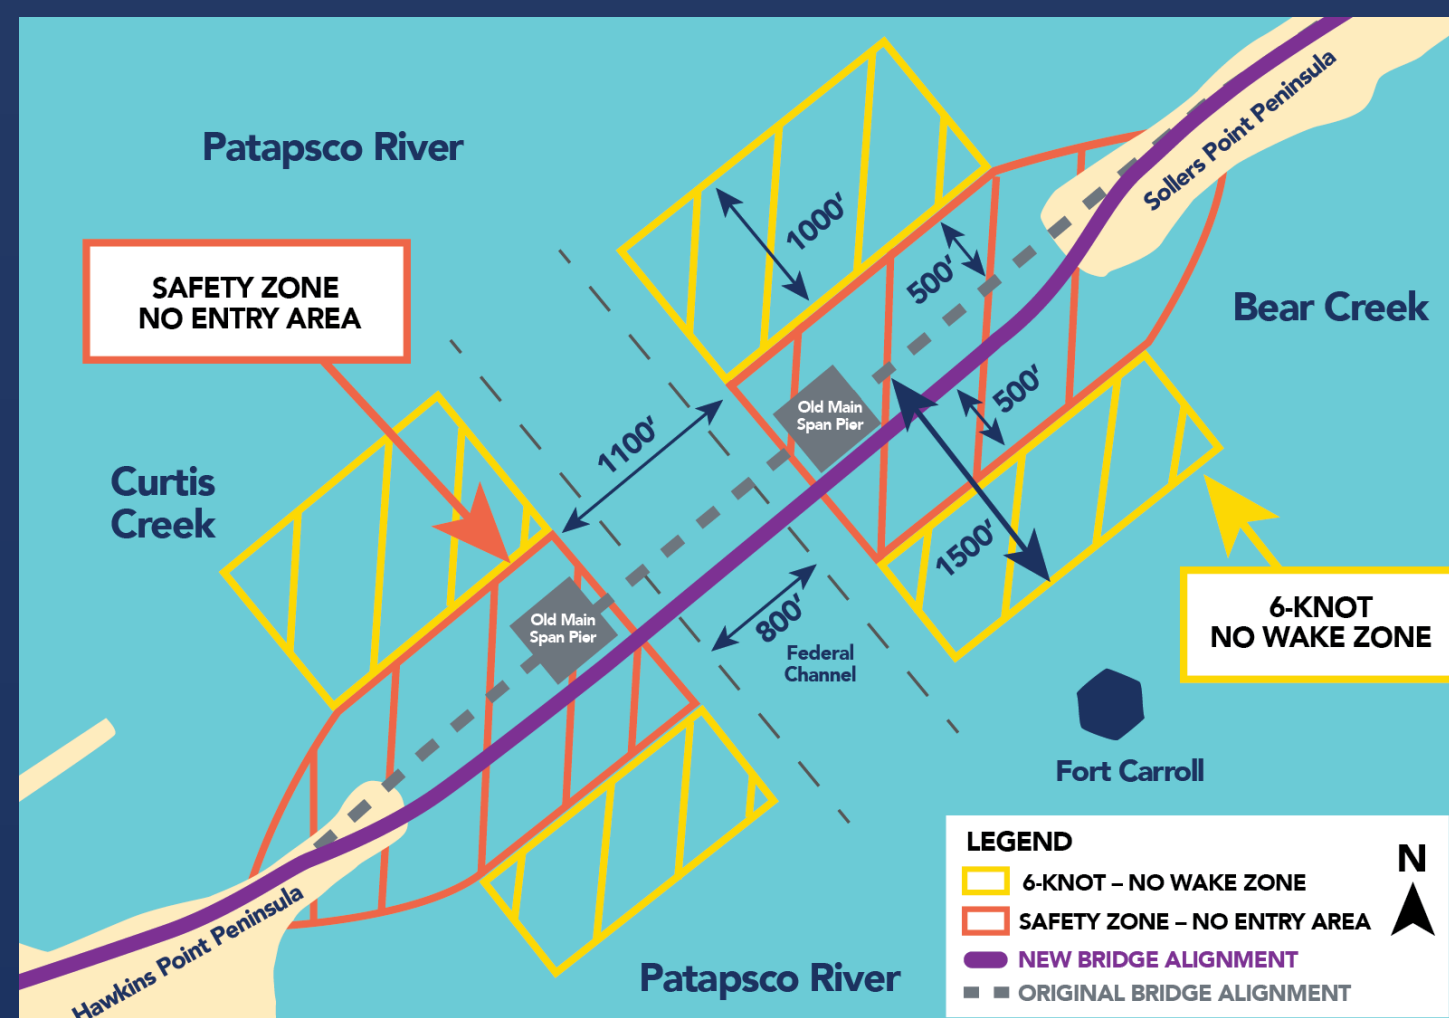 Patapsco River
Sollers Point Peninsula
1000'
500'
SAFETY ZONE
NO ENTRY AREA
Bear Creek
500'
Old Main
Span Pier
1100'
Curtis
Creek
1500'
6-KNOT
NO WAKE ZONE
Old Main
Span Pier
800'
Federal
Channel
Fort Carroll
Hawkins Point Peninsula
Patapsco River
LEGEND
N
6-KNOT – NO WAKE ZONE
SAFETY ZONE – NO ENTRY AREA
NEW BRIDGE ALIGNMENT
ORIGINAL BRIDGE ALIGNMENT